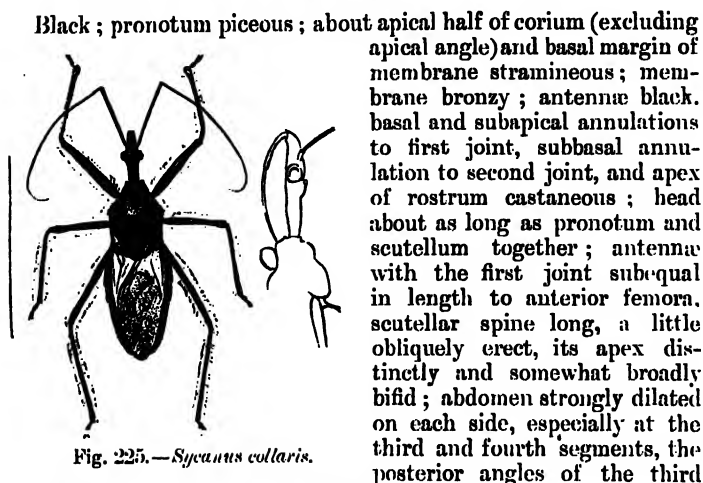 Black ; pronotum piceous ; about apical half of corium (excluding
apical angle) and basal margin of
membrane stramineous ; mem-
brane bronzy ; antennæ black.
basal and subapical annulations
to first joint, subbasal annu-
lation to second joint, and apex
of rostrum castaneous ; head
about as long as pronotum and
scutellum together ; antennæ
with the first joint subequal
in length to anterior femora.
scutellar spine long, a little
obliquely erect, its apex dis-
tinctly and somewhat broadly
bifid ; abdomen strongly dilated
on each side, especially at the
third and fourth segments, the
posterior angles of the third
Fig. 225.—Sycanus collaris.